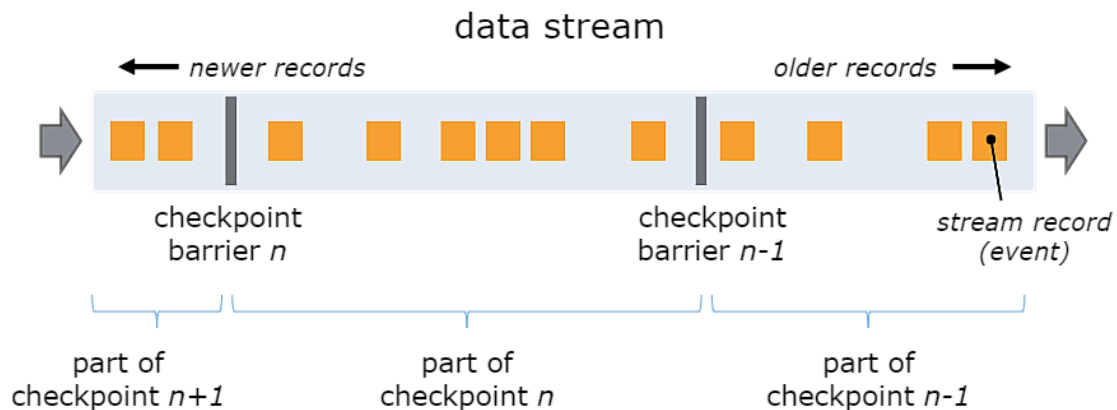 data stream
newer records
older records
checkpoint
barrier n
checkpoint
barrier n-1
stream record
(event)
part of
checkpoint n+1
part of
checkpoint n
part of
checkpoint n-1